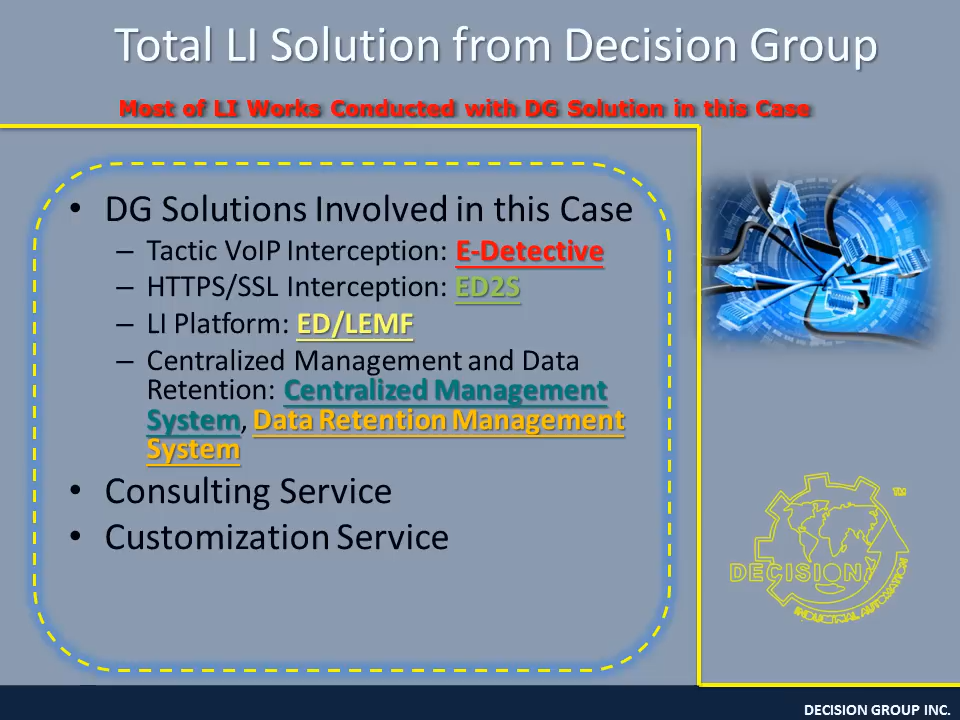 Total LI Solution from Decision Group
Most of LI Works Conducted with DG Solution in this Case
• DG Solutions Involved in this Case
– Tactic VoIP Interception: E-Detective
– HTTPS/SSL Interception: ED2S
– LI Platform: ED/LEMF
– Centralized Management and Data
Retention: Centralized Management
System, Data Retention Management
System
• Consulting Service
• Customization Service
TM
DECISION
INDUCTRIAL AUTOMATION
DECISION GROUP INC.